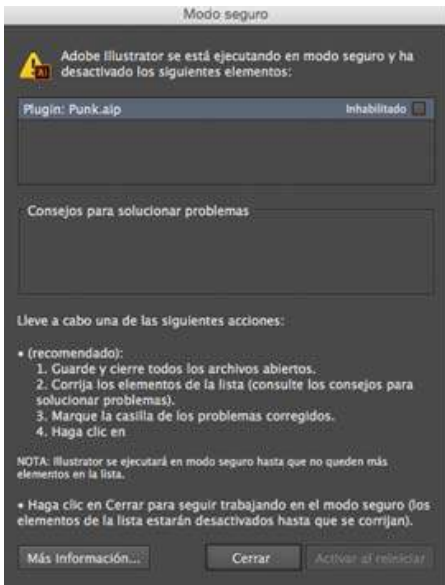 Modo seguro
Adobe Illustrator se está ejecutando en modo seguro y ha
desactivado los siguientes elementos:
Plugin: Punk.aip
Inhabilitado
Consejos para solucionar problemas
Lleve a cabo una de las siguientes acciones:
• (recomendado):
1. Guarde y cierre todos los archivos abiertos.
2. Corrija los elementos de la lista (consulte los consejos para
solucionar problemas).
3. Marque la casilla de los problemas corregidos.
4. Haga clic en
NOTA: Illustrator se ejecutará en modo seguro hasta que no queden más
elementos en la lista.
• Haga clic en Cerrar para seguir trabajando en el modo seguro (los
elementos de la lista estarán desactivados hasta que se corrijan).
Más información...
Cerrar
Activar al reiniciar